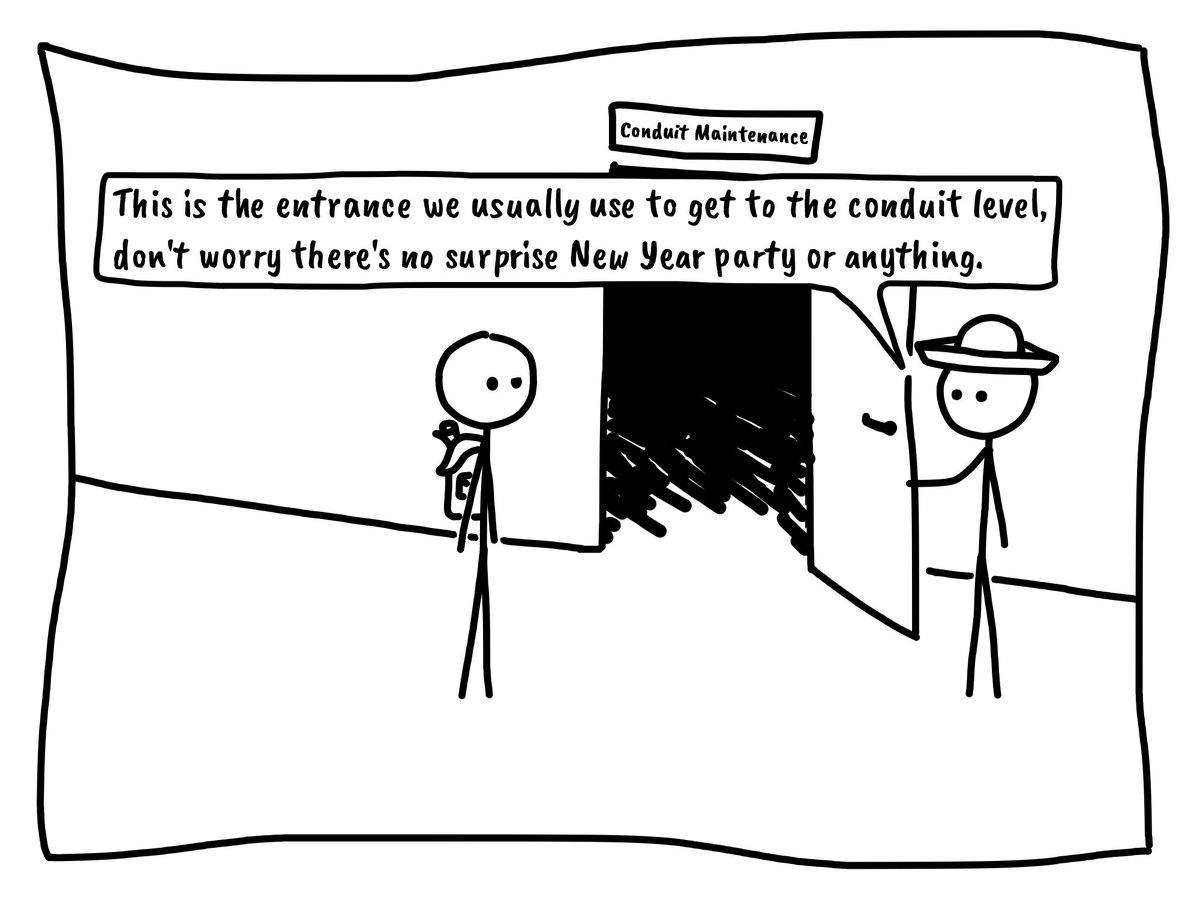 Conduit Maintenance
This is the entrance we usually use to get to the conduit level,
don't worry there's no surprise New Year party or anything.
E